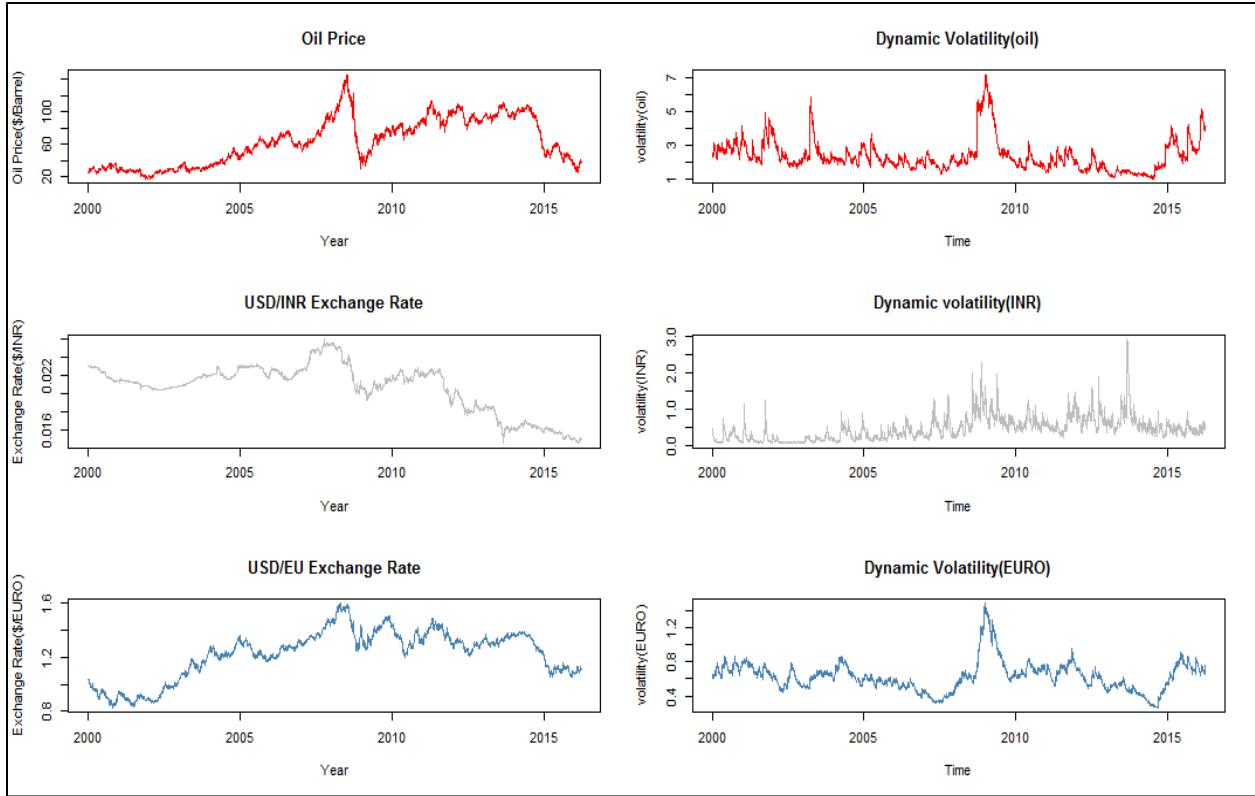 Oil Price
Oil Price($/Barrel)
100
60
20
2000 2005 2010 2015
Year
Dynamic Volatility(oil)
volatility(oil)
7
5
3
1
2000 2005 2010 2015
Time
USD/INR Exchange Rate
Exchange Rate($/INR)
0.022
0.016
2000 2005 2010 2015
Year
Dynamic volatility(INR)
volatility(INR)
3.0
2.0
1.0
0.0
2000 2005 2010 2015
Time
USD/EU Exchange Rate
Exchange Rate($/EURO)
1.6
1.2
0.8
2000 2005 2010 2015
Year
Dynamic Volatility(EURO)
volatility(EURO)
1.2
0.8
0.4
2000 2005 2010 2015
Time